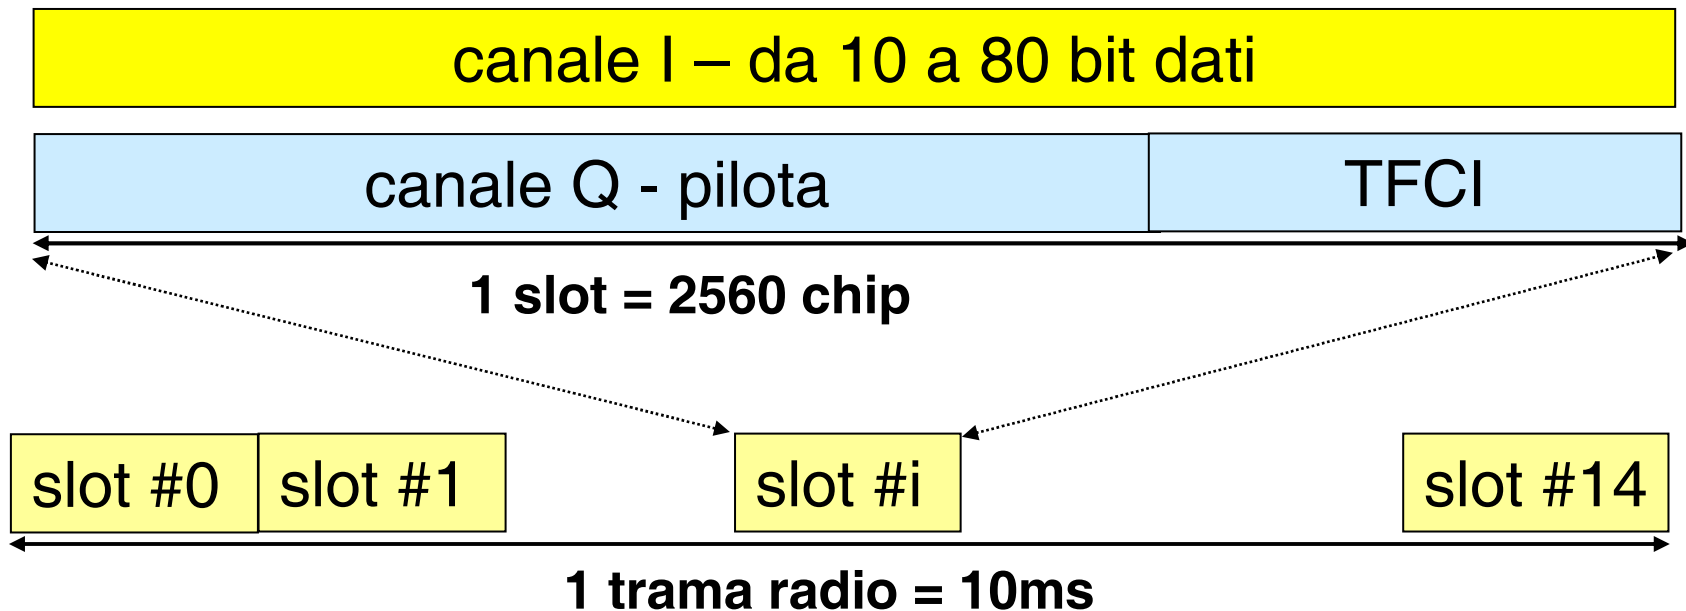 canale I – da 10 a 80 bit dati
canale Q - pilota
TFCI
1 slot = 2560 chip
slot #0
slot #1
slot #i
slot #14
1 trama radio = 10ms